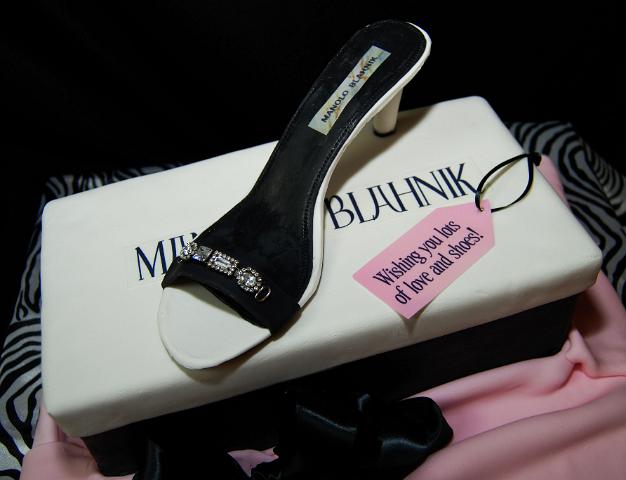 MANOLO BLAHNIK
BLAHNIK
Wishing you lots
of love and shoes!